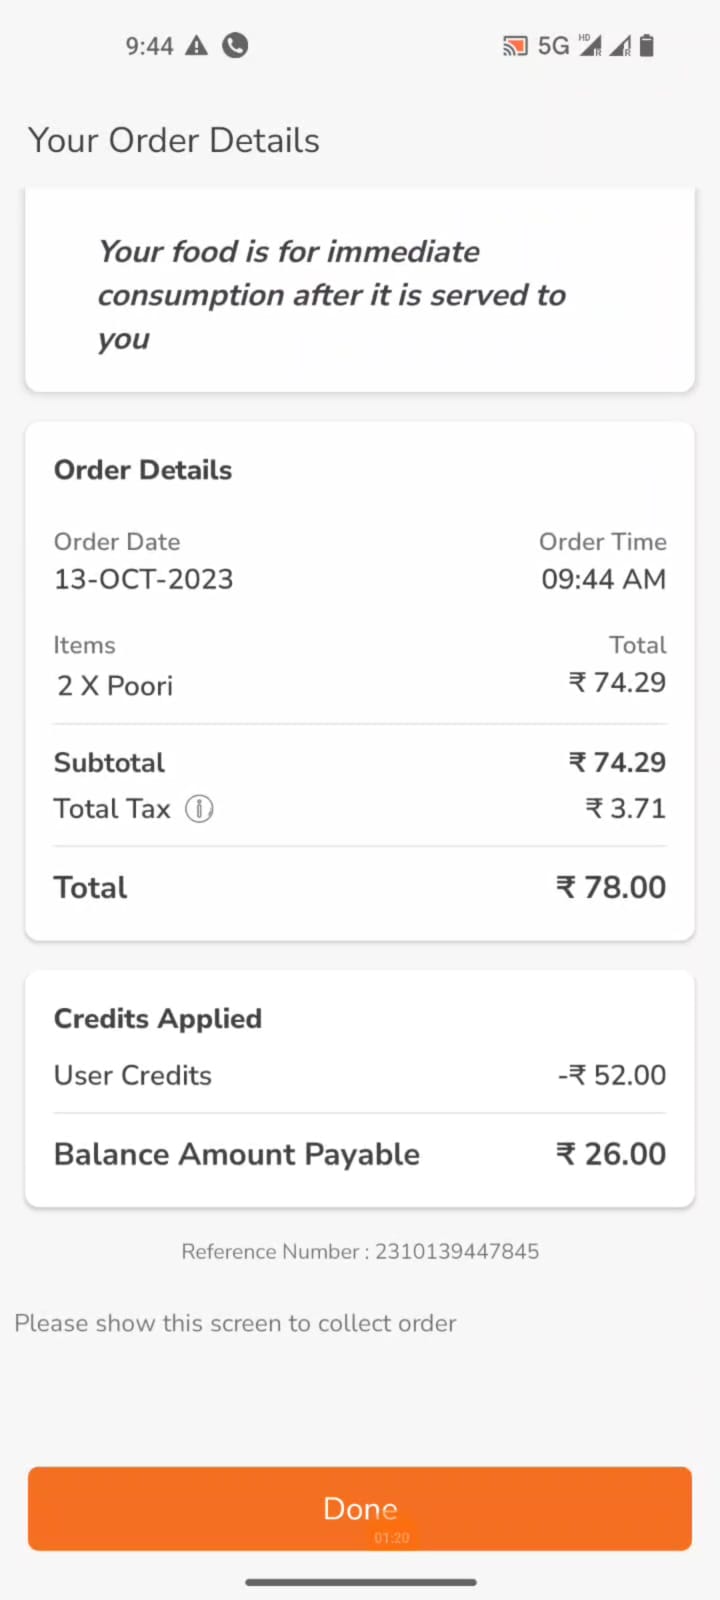 9:44 5G HD R R
Your Order Details
Your food is for immediate
consumption after it is served to
you
Order Details
Order Date Order Time
13-OCT-2023 09:44 AM
Items Total
2 X Poori ₹ 74.29
Subtotal ₹ 74.29
Total Tax i ₹ 3.71
Total ₹ 78.00
Credits Applied
User Credits -₹ 52.00
Balance Amount Payable ₹ 26.00
Reference Number : 2310139447845
Please show this screen to collect order
Done
01:20